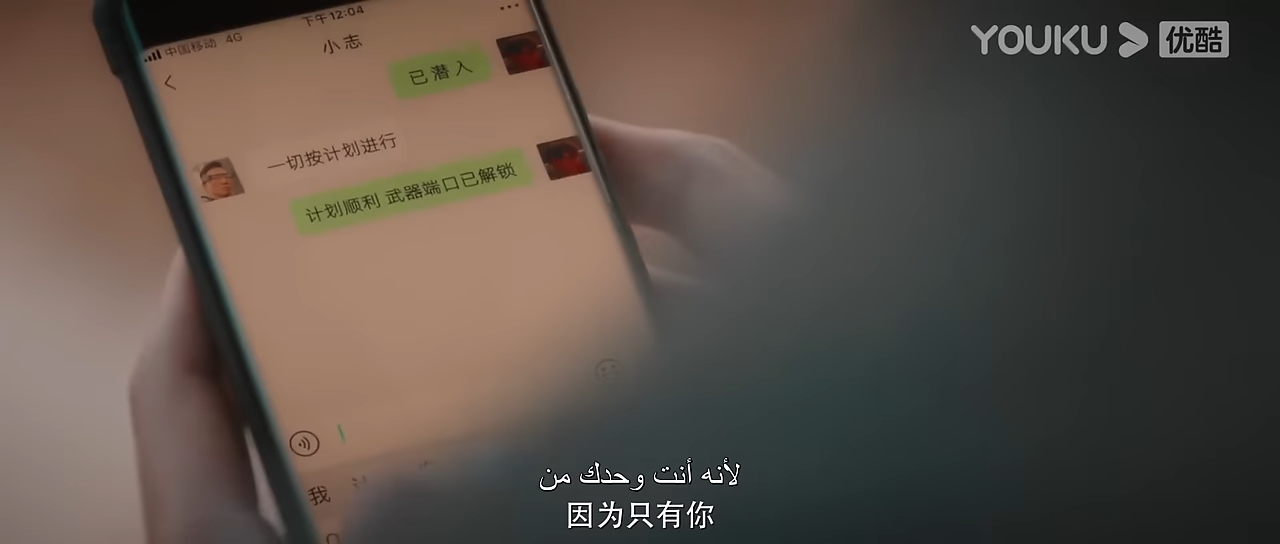 下午12:04
中国移动 4G
小志
YOUKU 优酷
已潜入
一切按计划进行
计划顺利 武器端口已解锁
我
لأنه أنت وحدك من
因为只有你